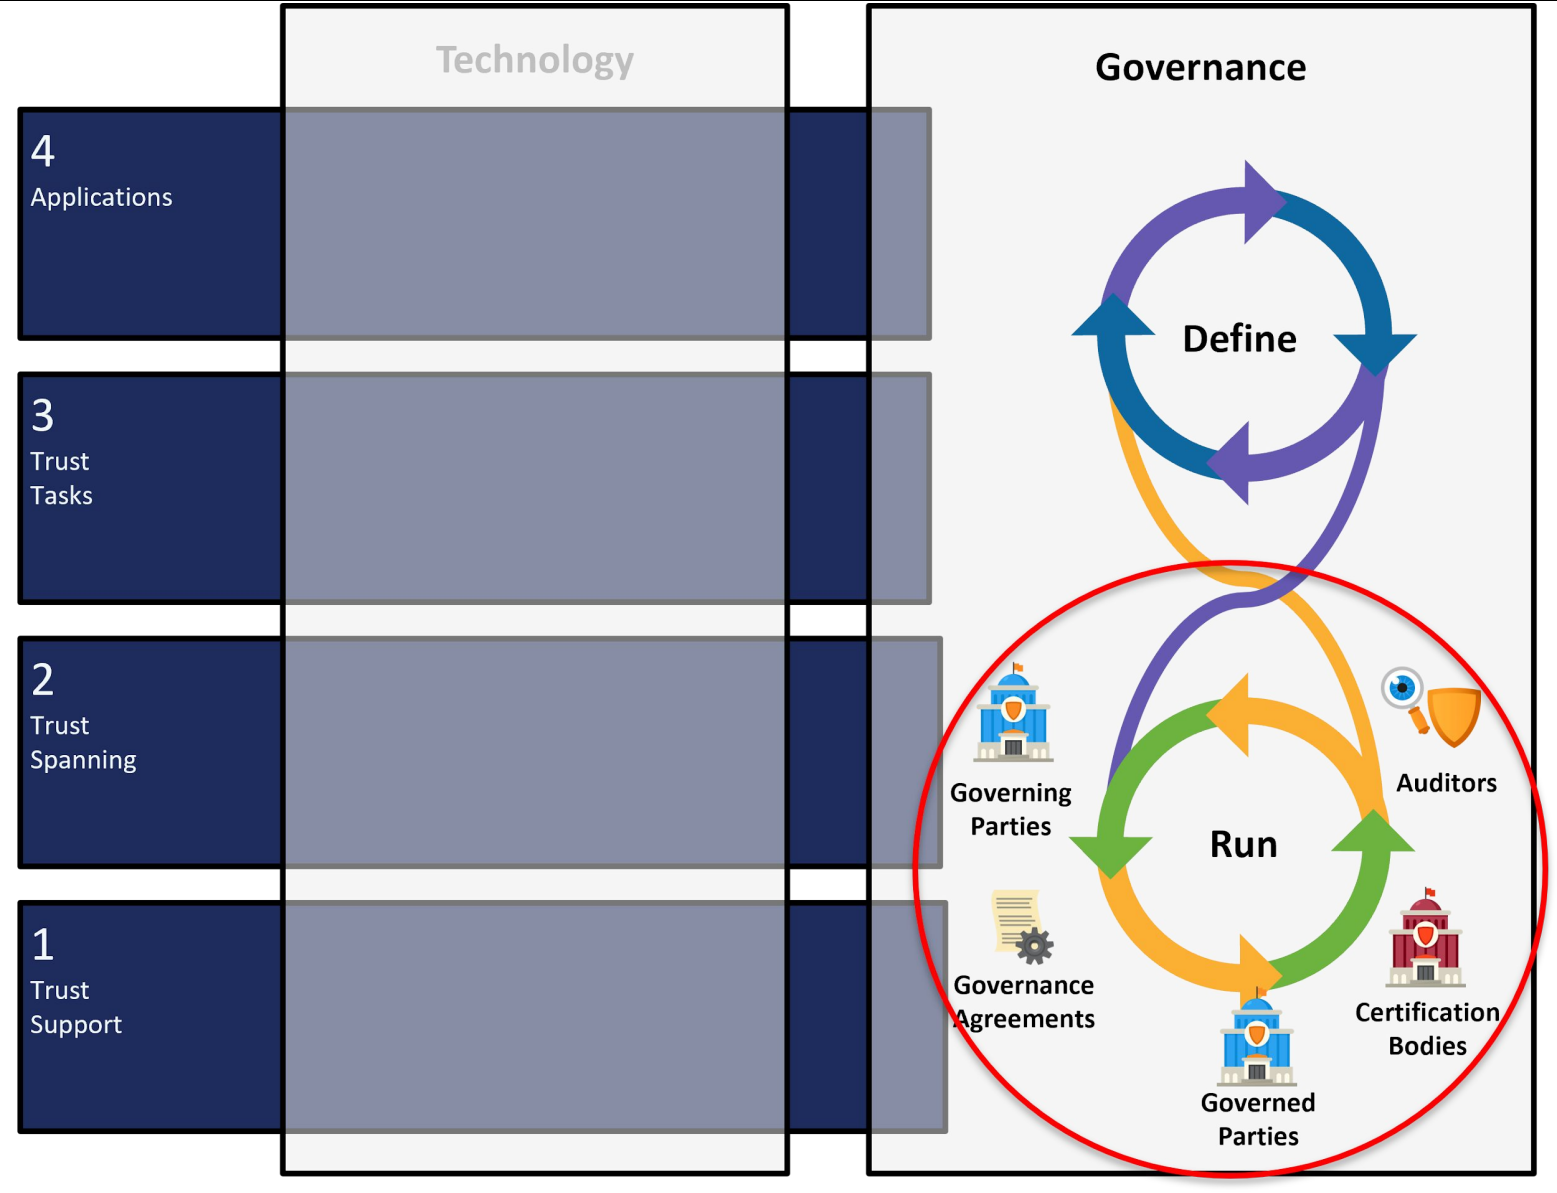 Technology
Governance
4
Applications
3
Trust
Tasks
2
Trust
Spanning
1
Trust
Support
Define
Run
Governing
Parties
Auditors
Governance
Agreements
Certification
Bodies
Governed
Parties